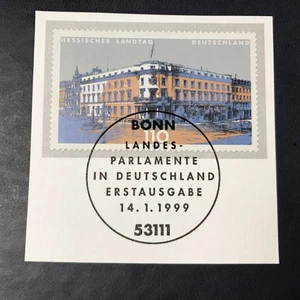 HESSISCHER LANDTAG DEUTSCHLAND
110
BONN
LANDES-
PARLAMENTE
IN DEUTSCHLAND
ERSTAUSGABE
14.1.1999
53111